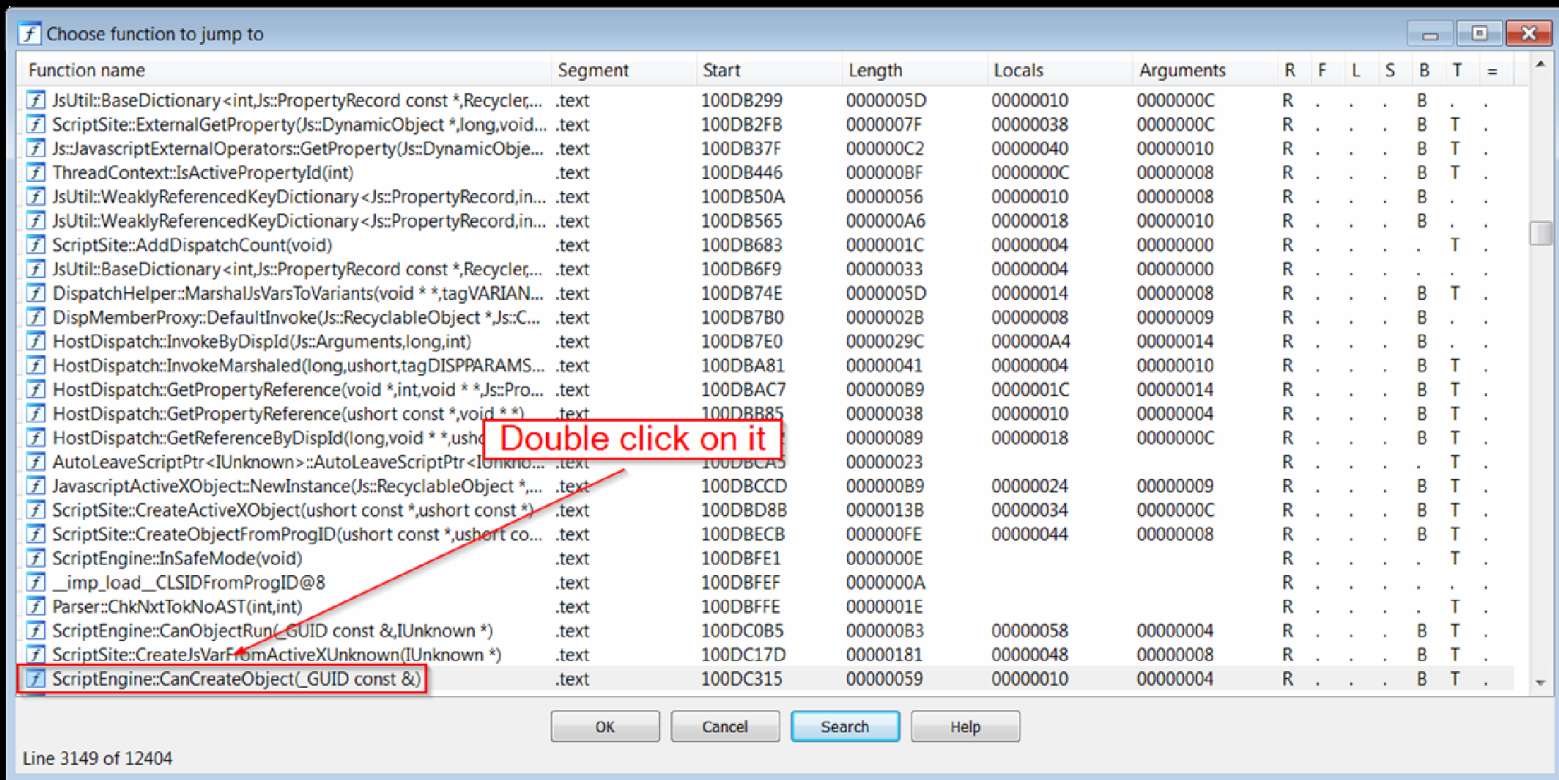 Choose function to jump to
Function name Segment Start Length Locals Arguments R F L S B T =
JsUtil::BaseDictionary<int,Js::PropertyRecord const *,Recycler,... .text 100DB299 0000005D 00000010 0000000C R . . . B . .
ScriptSite::ExternalGetProperty(Js::DynamicObject *,long,void... .text 100DB2FB 0000007F 00000038 0000000C R . . . B T .
Js::JavascriptExternalOperators::GetProperty(Js::DynamicObje... .text 100DB37F 000000C2 00000040 00000010 R . . . B T .
ThreadContext::IsActivePropertyId(int) .text 100DB446 000000BF 0000000C 00000008 R . . . B T .
JsUtil::WeaklyReferencedKeyDictionary<Js::PropertyRecord,in... .text 100DB50A 00000056 00000010 00000008 R . . . B . .
JsUtil::WeaklyReferencedKeyDictionary<Js::PropertyRecord,in... .text 100DB565 000000A6 00000018 00000010 R . . . B . .
ScriptSite::AddDispatchCount(void) .text 100DB683 0000001C 00000004 00000000 R . . . . T .
JsUtil::BaseDictionary<int,Js::PropertyRecord const *,Recycler,... .text 100DB6F9 00000033 00000004 00000000 R . . . . . .
DispatchHelper::MarshalJsVarsToVariants(void * *,tagVARIAN... .text 100DB74E 0000005D 00000014 00000008 R . . . B T .
DispMemberProxy::DefaultInvoke(Js::RecyclableObject *,Js::C... .text 100DB7B0 0000002B 00000008 00000009 R . . . B . .
HostDispatch::InvokeByDispId(Js::Arguments,long,int) .text 100DB7E0 0000029C 000000A4 00000014 R . . . B . .
HostDispatch::InvokeMarshaled(long,ushort,tagDISPPARAMS... .text 100DBA81 00000041 00000004 00000010 R . . . B T .
HostDispatch::GetPropertyReference(void *,int,void * *,Js::Pro... .text 100DBAC7 000000B9 0000001C 00000014 R . . . B T .
HostDispatch::GetPropertyReference(ushort const *,void * *) .text 100DBB85 00000038 00000010 00000004 R . . . B T .
HostDispatch::GetReferenceByDispId(long,void * *,usho 00000089 00000018 0000000C R . . . B T .
Double click on it
AutoLeaveScriptPtr<IUnknown>::AutoLeaveScriptPtr<IUnkno... .text 100DBCA5 00000023 R . . . . T .
JavascriptActiveXObject::NewInstance(Js::RecyclableObject *,... .text 100DBCCD 000000B9 00000024 00000009 R . . . B T .
ScriptSite::CreateActiveXObject(ushort const *,ushort const *) .text 100DBD8B 0000013B 00000034 0000000C R . . . B T .
ScriptSite::CreateObjectFromProgID(ushort const *,ushort co... .text 100DBECB 000000FE 00000044 00000008 R . . . B T .
ScriptEngine::InSafeMode(void) .text 100DBFE1 0000000E R . . . . T .
__imp_load__CLSIDFromProgID@8 .text 100DBFEF 0000000A R . . . . . .
Parser::ChkNxtTokNoAST(int,int) .text 100DBFFE 0000001E R . . . . T .
ScriptEngine::CanObjectRun(_GUID const &,IUnknown *) .text 100DC0B5 000000B3 00000058 00000004 R . . . B T .
ScriptSite::CreateJsVarFromActiveXUnknown(IUnknown *) .text 100DC17D 00000181 00000048 00000008 R . . . B T .
ScriptEngine::CanCreateObject(_GUID const &) .text 100DC315 00000059 00000010 00000004 R . . . B T .
OK Cancel Search Help
Line 3149 of 12404